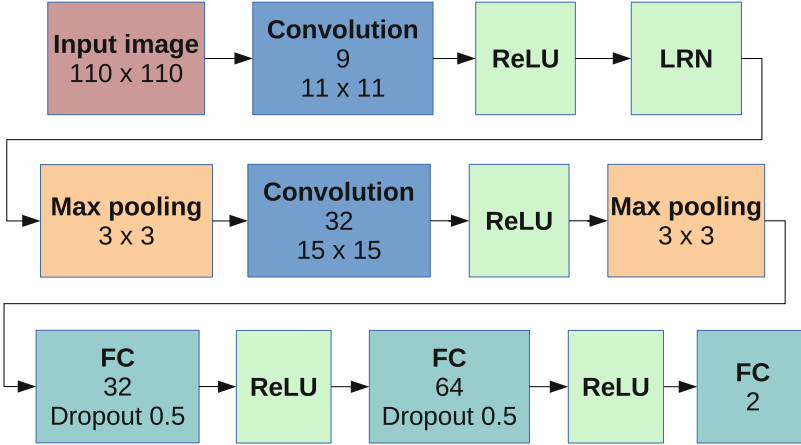 Input image
110 x 110
Convolution
9
11 x 11
ReLU
LRN
Max pooling
3 x 3
Convolution
32
15 x 15
ReLU
Max pooling
3 x 3
FC
32
Dropout 0.5
ReLU
FC
64
Dropout 0.5
ReLU
FC
2